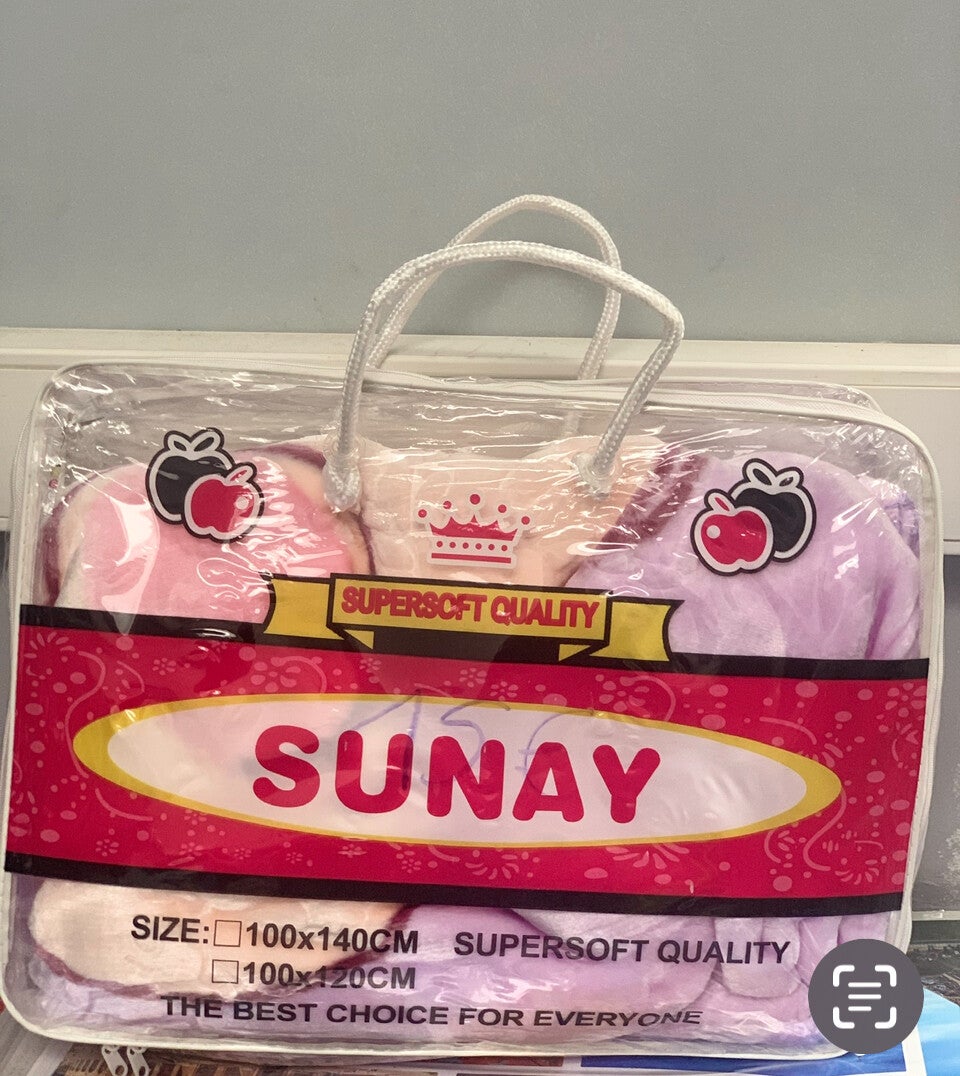 SUPERSOFT QUALITY
SUNAY
SIZE:☐100x140CM
☐100x120CM
SUPERSOFT QUALITY
THE BEST CHOICE FOR EVERYONE